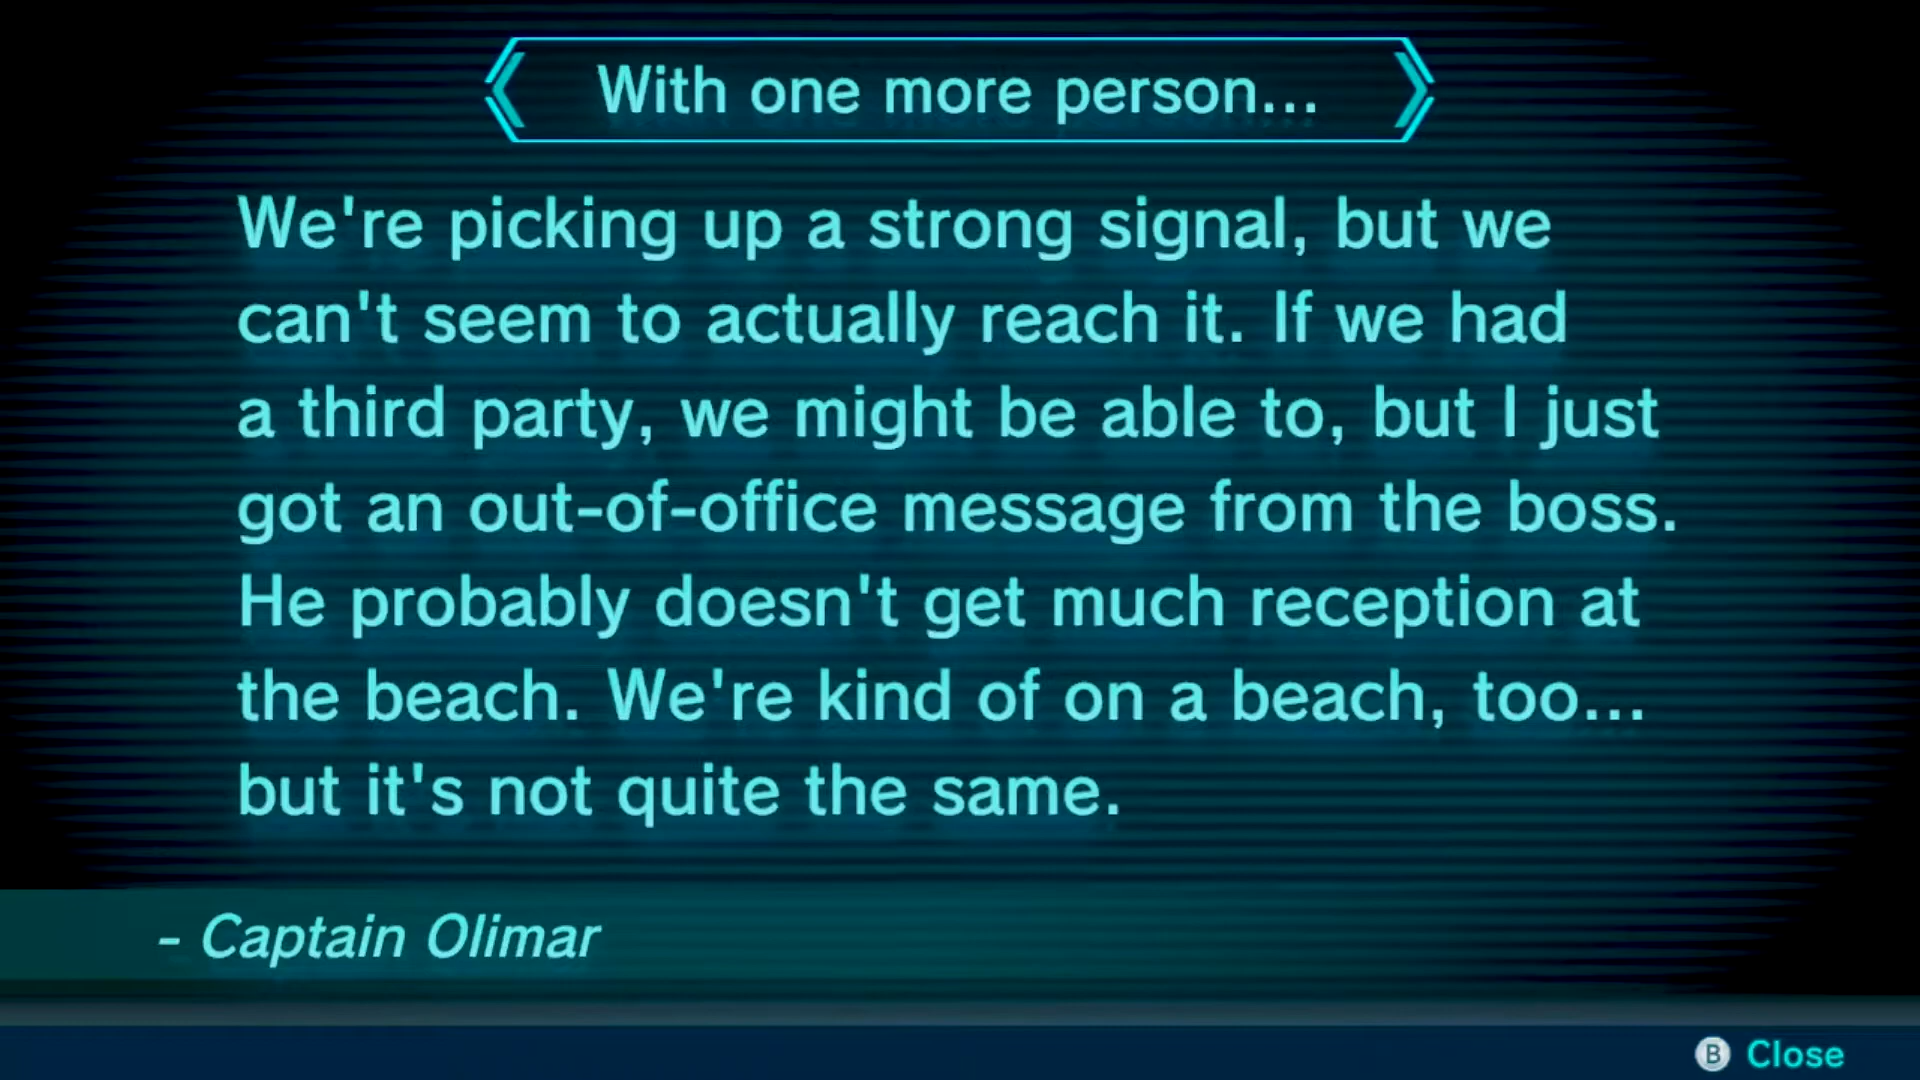 With one more person...
We're picking up a strong signal, but we
can't seem to actually reach it. If we had
a third party, we might be able to, but I just
got an out-of-office message from the boss.
He probably doesn't get much reception at
the beach. We're kind of on a beach, too...
but it's not quite the same.
- Captain Olimar
B Close